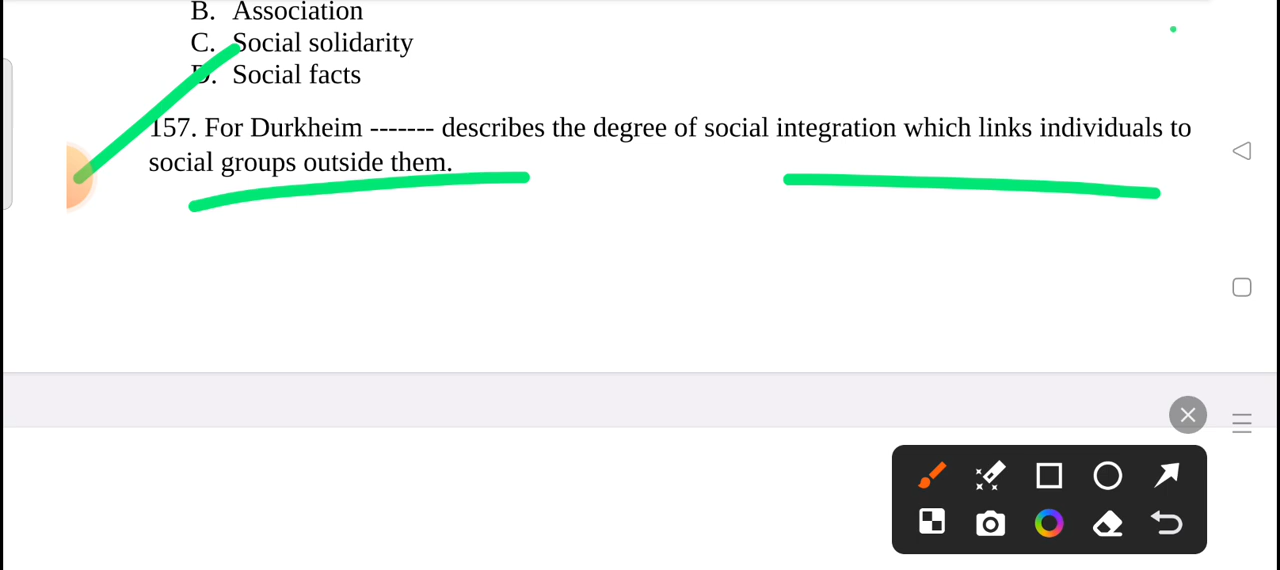 B. Association
C. Social solidarity
D. Social facts
157. For Durkheim ------- describes the degree of social integration which links individuals to
social groups outside them.